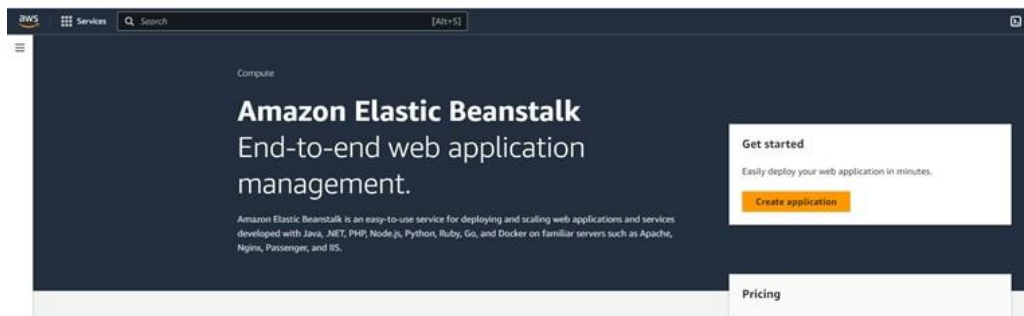 aws Services Search [Alt+S]
Compute
Amazon Elastic Beanstalk
End-to-end web application
management.
Amazon Elastic Beanstalk is an easy-to-use service for deploying and scaling web applications and services
developed with Java, .NET, PHP, Node.js, Python, Ruby, Go, and Docker on familiar servers such as Apache,
Nginx, Passenger, and IIS.
Get started
Easily deploy your web application in minutes.
Create application
Pricing